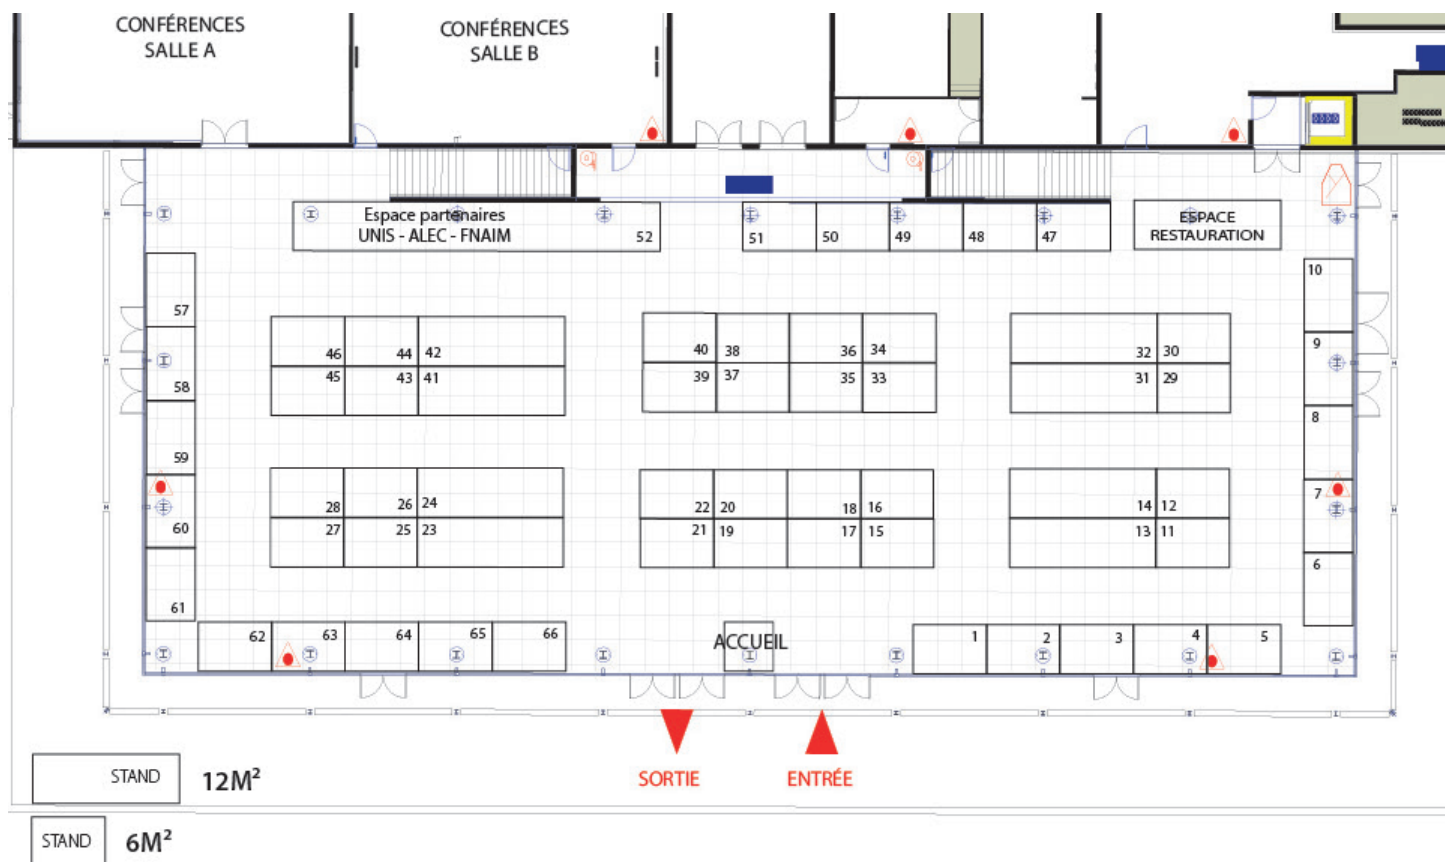 CONFÉRENCES
SALLE A
CONFÉRENCES
SALLE B
Espace partenaires
UNIS - ALEC - FNAIM
52
51 50 49 48 47
ESPACE
RESTAURATION
10
57
46 44 42
40 38 36 34
32 30
9
45 43 41
39 37 35 33
31 29
58
8
59
7
28 26 24
22 20 18 16
14 12
60
27 25 23
21 19 17 15
13 11
6
61
62 63 64 65 66
ACCUEIL
1 2 3 4 5
SORTIE
ENTRÉE
STAND 12M²
STAND 6M²